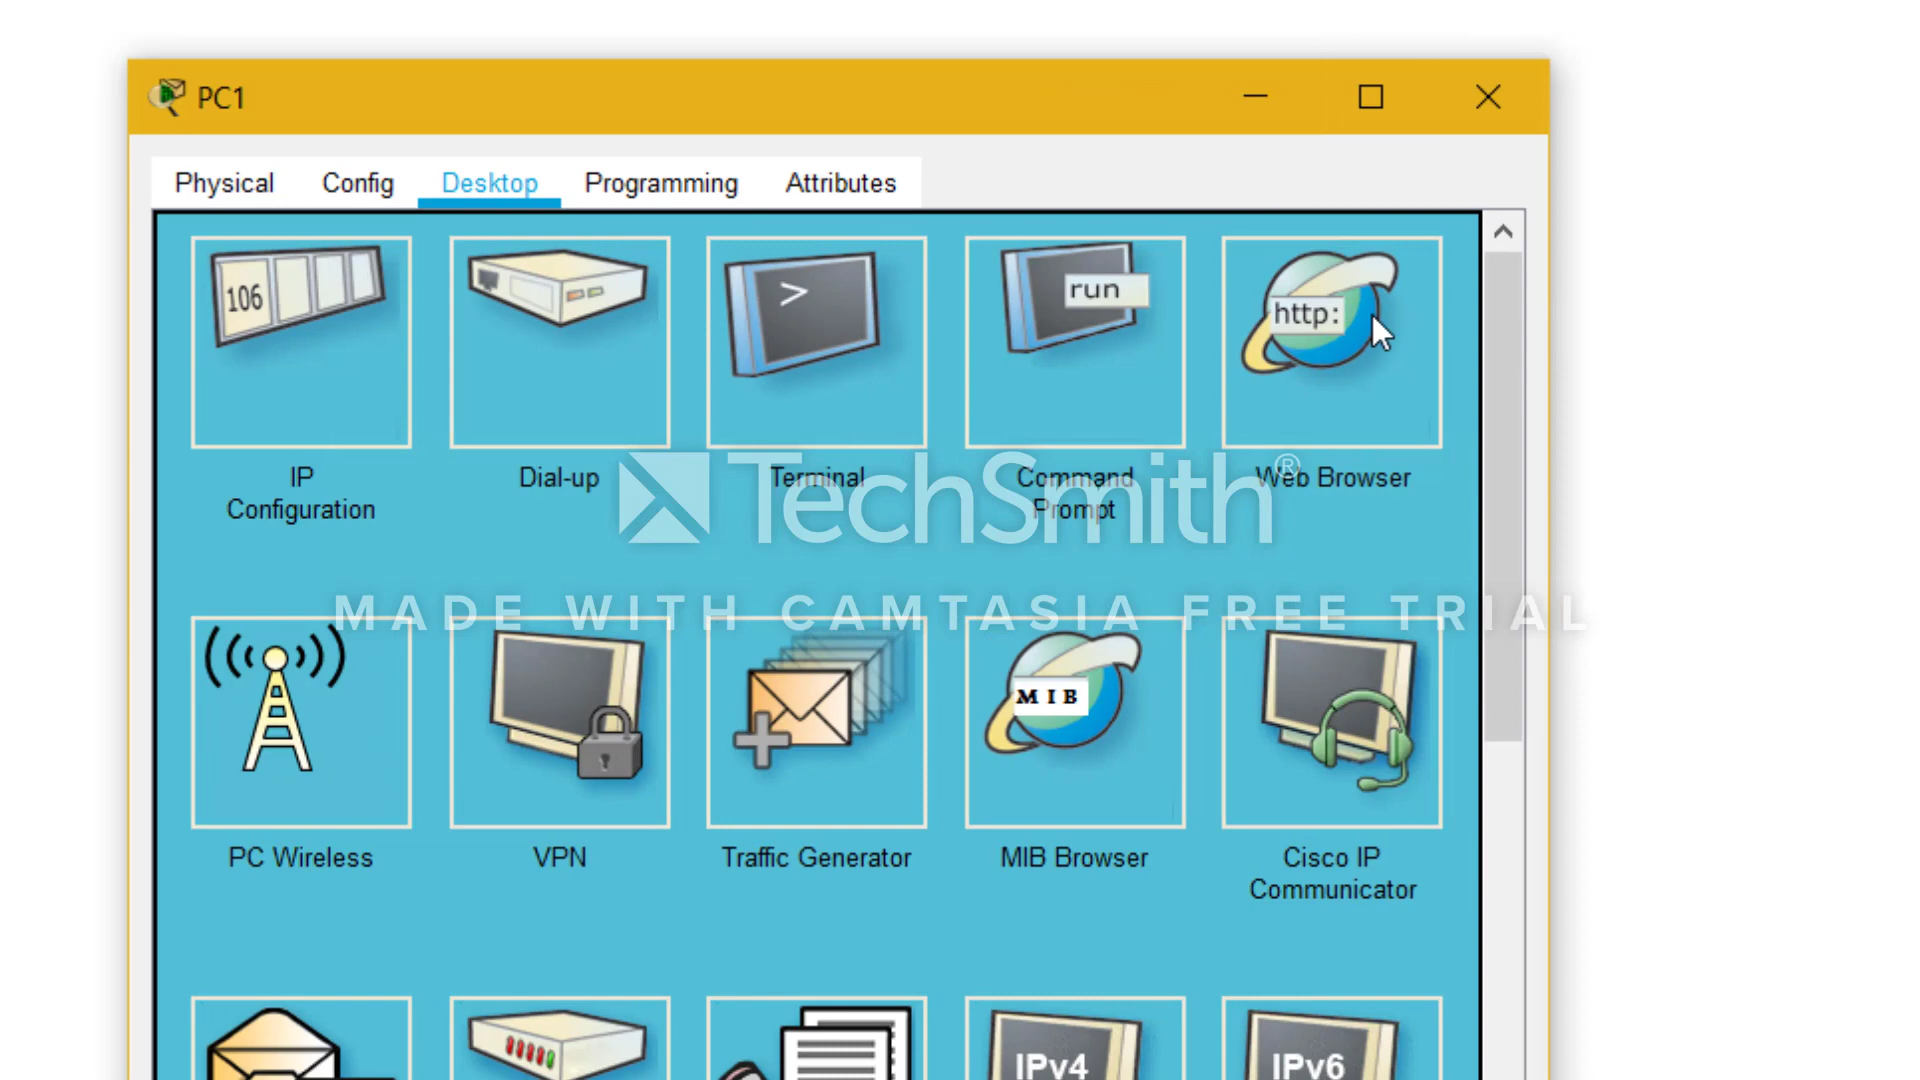 PC1
Physical Config Desktop Programming Attributes
106
>
run
http:
IP
Configuration
Dial-up
Terminal
Command
Prompt
Web Browser
TechSmith®
MADE WITH CAMTASIA FREE TRIAL
MIB
PC Wireless
VPN
Traffic Generator
MIB Browser
Cisco IP
Communicator
IPv4
IPv6